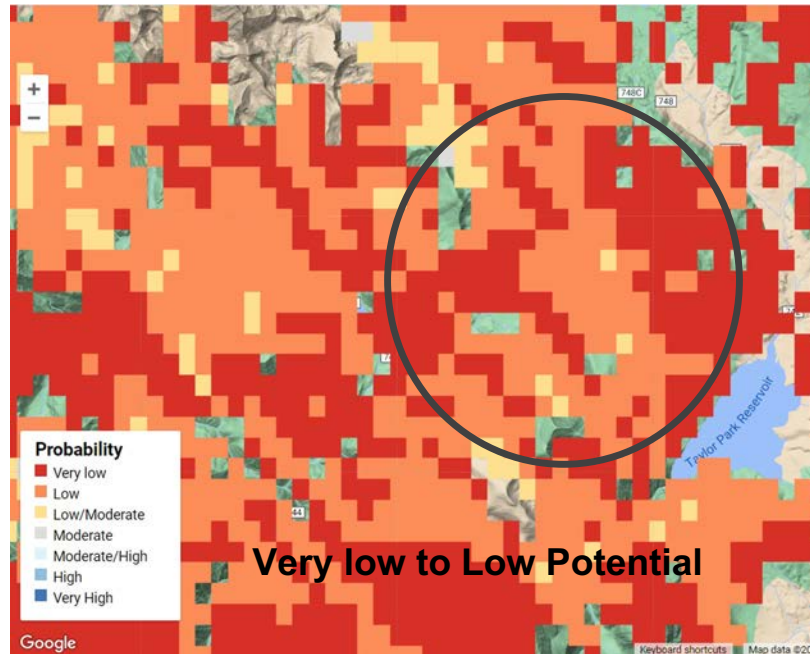 +
−
748C
748
Taylor Park Reservoir
Probability
Very low
Low
Low/Moderate
Moderate
Moderate/High
High
Very High
44
Very low to Low Potential
Google
Keyboard shortcuts
Map data ©2